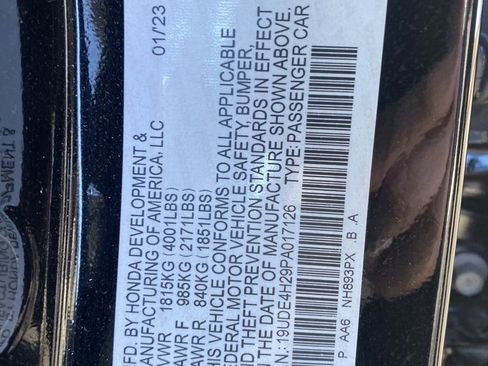 MFD. BY HONDA DEVELOPMENT & 01/23
MANUFACTURING OF AMERICA, LLC
GVWR 1815KG (4001LBS)
GAWR F 985KG (2171LBS)
GAWR R 840KG (1851LBS)
THIS VEHICLE CONFORMS TO ALL APPLICABLE
FEDERAL MOTOR VEHICLE SAFETY, BUMPER,
AND THEFT PREVENTION STANDARDS IN EFFECT
ON THE DATE OF MANUFACTURE SHOWN ABOVE.
VIN:19UDE4H29PA017126 TYPE: PASSENGER CAR
P AA6 NH893PX .B A